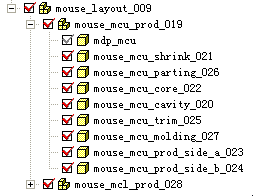 mouse_layout_009
mouse_mcu_prod_019
mdp_mcu
mouse_mcu_shrink_021
mouse_mcu_parting_026
mouse_mcu_core_022
mouse_mcu_cavity_020
mouse_mcu_trim_025
mouse_mcu_molding_027
mouse_mcu_prod_side_a_023
mouse_mcu_prod_side_b_024
mouse_mcl_prod_028